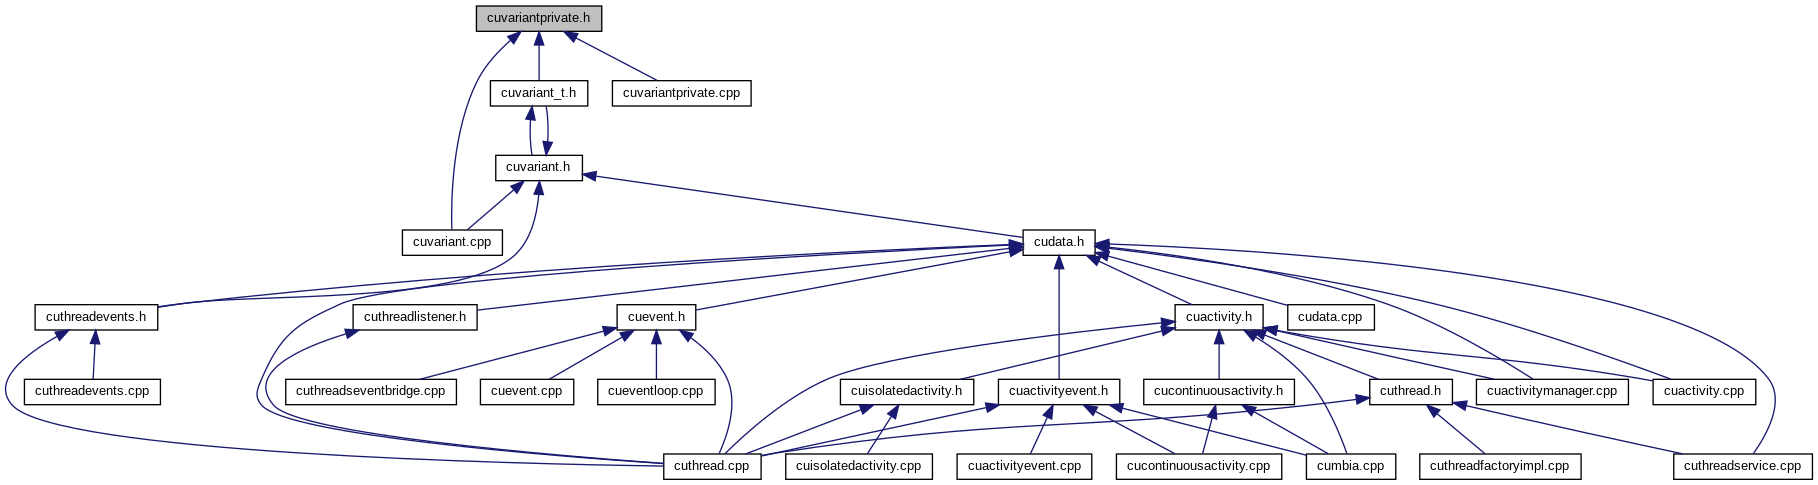 cuvariantprivate.h
cuvariant_t.h
cuvariantprivate.cpp
cuvariant.h
cuvariant.cpp
cudata.h
cuthreadevents.h
cuthreadlistener.h
cuevent.h
cuactivity.h
cudata.cpp
cuthreadevents.cpp
cuthreadseventbridge.cpp
cuevent.cpp
cueventloop.cpp
cuisolatedactivity.h
cuactivityevent.h
cucontinuousactivity.h
cuthread.h
cuactivitymanager.cpp
cuactivity.cpp
cuthread.cpp
cuisolatedactivity.cpp
cuactivityevent.cpp
cucontinuousactivity.cpp
cumbia.cpp
cuthreadfactoryimpl.cpp
cuthreadservice.cpp